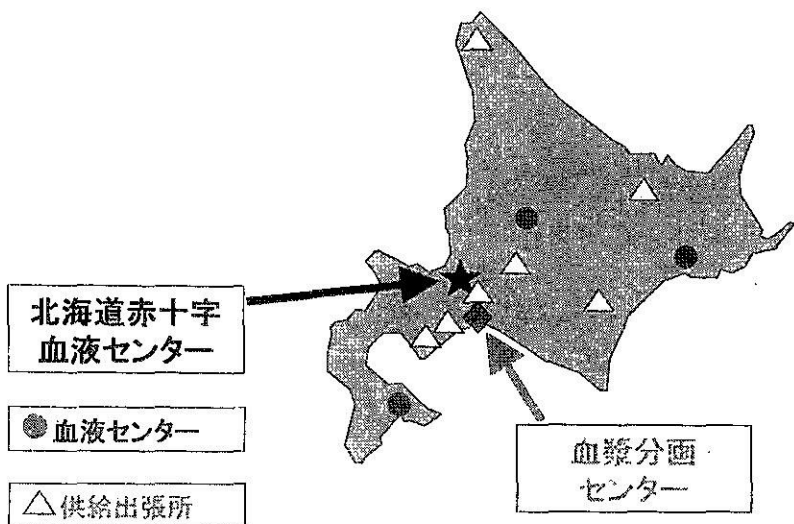 北海道赤十字
血液センター
血液センター
供給出張所
血漿分画
センター